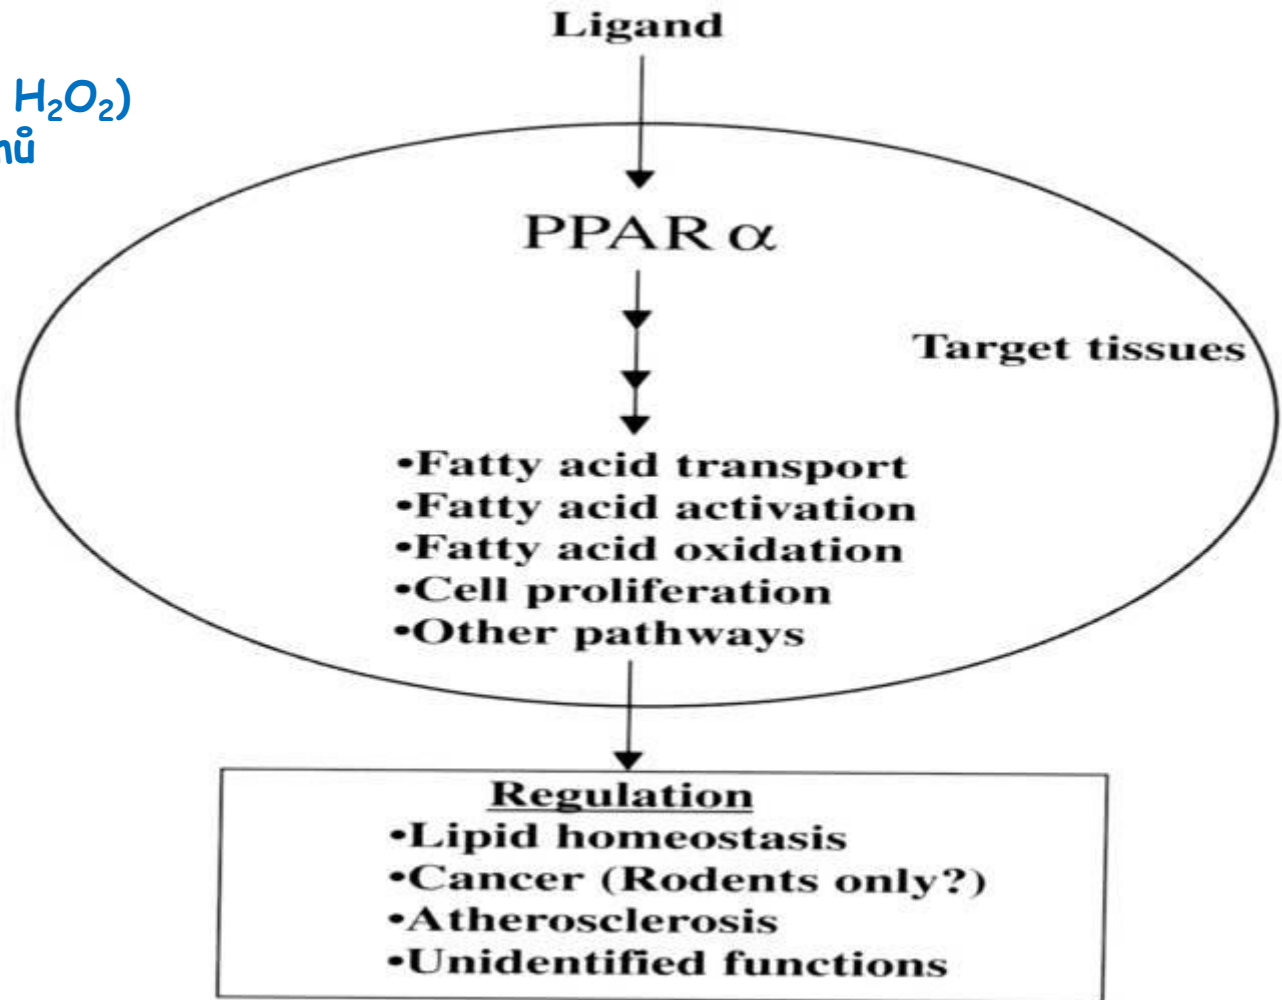 Ligand
H₂O₂)
PPAR α
Target tissues
•Fatty acid transport
•Fatty acid activation
•Fatty acid oxidation
•Cell proliferation
•Other pathways
Regulation
•Lipid homeostasis
•Cancer (Rodents only?)
•Atherosclerosis
•Unidentified functions